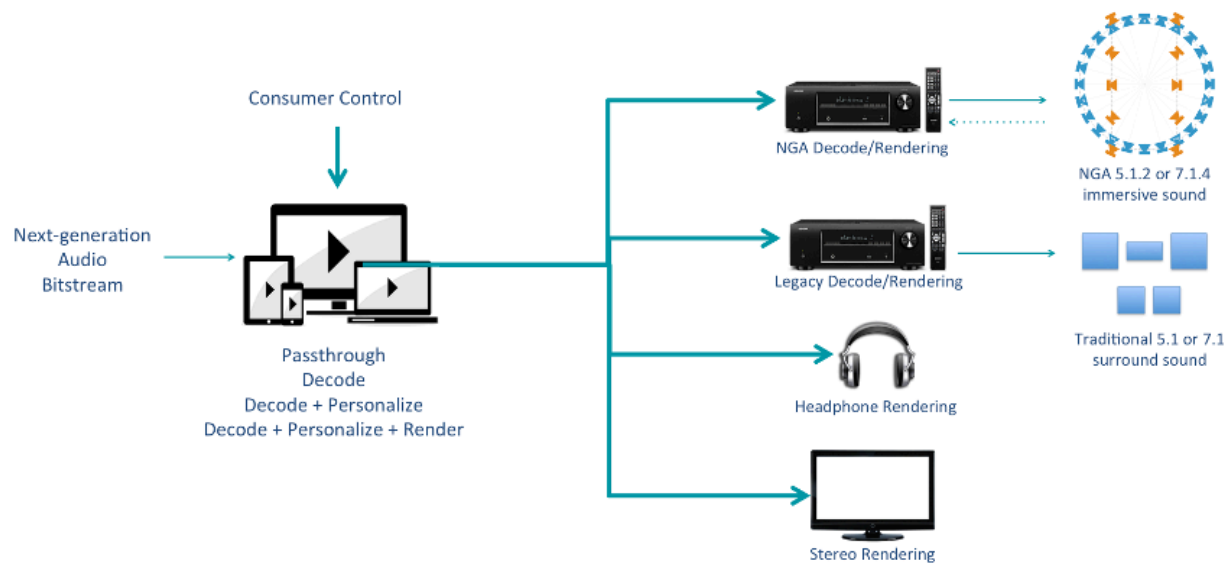 Consumer Control
Next-generation
Audio
Bitstream
Passthrough
Decode
Decode + Personalize
Decode + Personalize + Render
NGA Decode/Rendering
NGA 5.1.2 or 7.1.4
immersive sound
Legacy Decode/Rendering
Traditional 5.1 or 7.1
surround sound
Headphone Rendering
Stereo Rendering